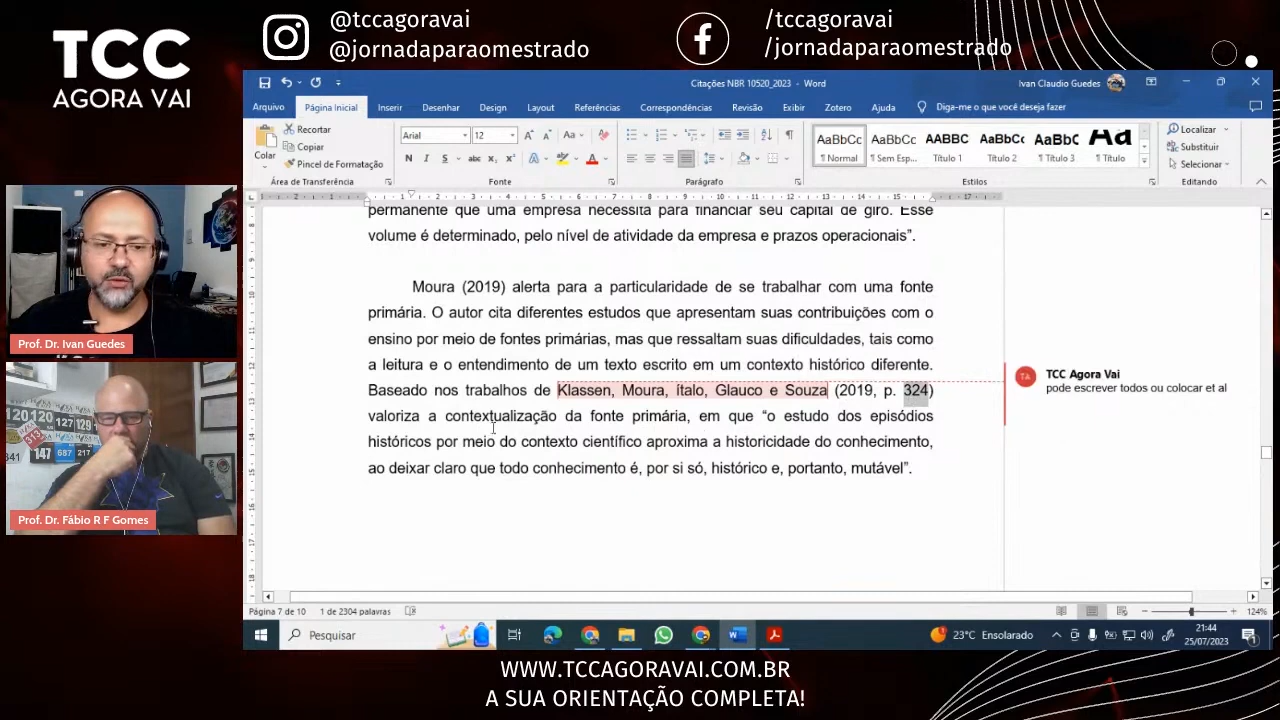 TCC
AGORA VAI
@tccagoravai
@jornadaparaomestrado
/tccagoravai
/jornadaparaomestrado
Citações NBR 10520_2023 - Word
Ivan Claudio Guedes
Arquivo Página Inicial Inserir Desenhar Design Layout Referências Correspondências Revisão Exibir Zotero Ajuda Diga-me o que você deseja fazer
Colar
Recortar
Copiar
Pincel de Formatação
Área de Transferência
Arial 12
Fonte
Parágrafo
AaBbCc AaBbCc AABBC AaBbCc AaBbC Aa
¶ Normal ¶ Sem Esp... Título 1 Título 2 ¶ Título 3 ¶ Título
Estilos
Localizar
Substituir
Selecionar
Editando
permanente que uma empresa necessita para financiar seu capital de giro. Esse
volume é determinado, pelo nível de atividade da empresa e prazos operacionais”.
Moura (2019) alerta para a particularidade de se trabalhar com uma fonte
primária. O autor cita diferentes estudos que apresentam suas contribuições com o
ensino por meio de fontes primárias, mas que ressaltam suas dificuldades, tais como
a leitura e o entendimento de um texto escrito em um contexto histórico diferente.
Baseado nos trabalhos de Klassen, Moura, ítalo, Glauco e Souza (2019, p. 324)
valoriza a contextualização da fonte primária, em que “o estudo dos episódios
históricos por meio do contexto científico aproxima a historicidade do conhecimento,
ao deixar claro que todo conhecimento é, por si só, histórico e, portanto, mutável”.
TA
TCC Agora Vai
pode escrever todos ou colocar et al
Prof. Dr. Ivan Guedes
Prof. Dr. Fábio R F Gomes
Página 7 de 10 1 de 2304 palavras
124%
Pesquisar
23°C Ensolarado
21:44
25/07/2023
WWW.TCCAGORAVAI.COM.BR
A SUA ORIENTAÇÃO COMPLETA!